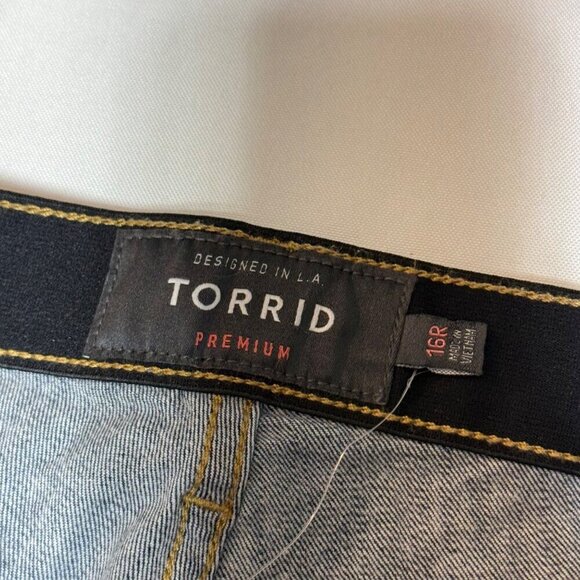 DESIGNED IN L.A.
TORRID
PREMIUM
16R
MADE IN
VIETNAM